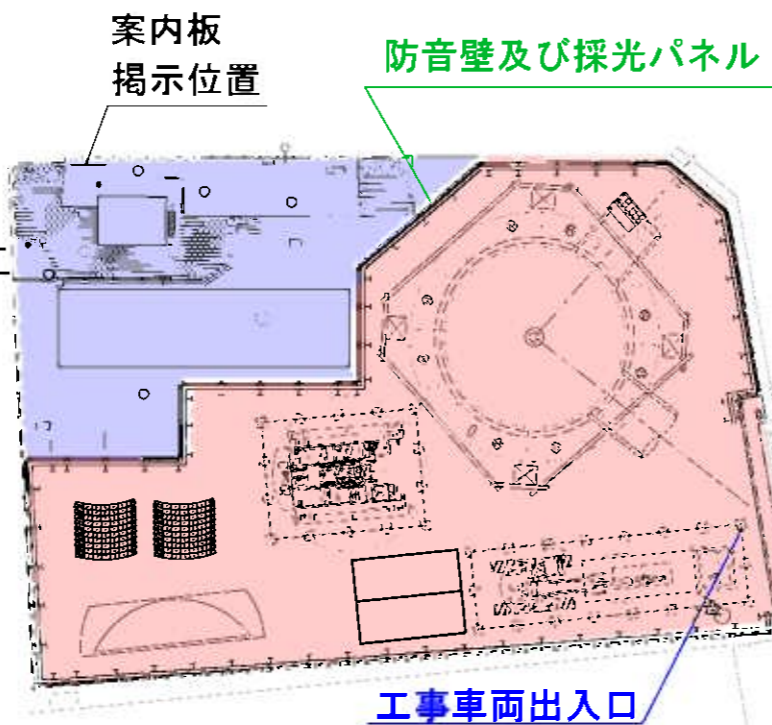 案内板
掲示位置
防音壁及び採光パネル
工事車両出入口